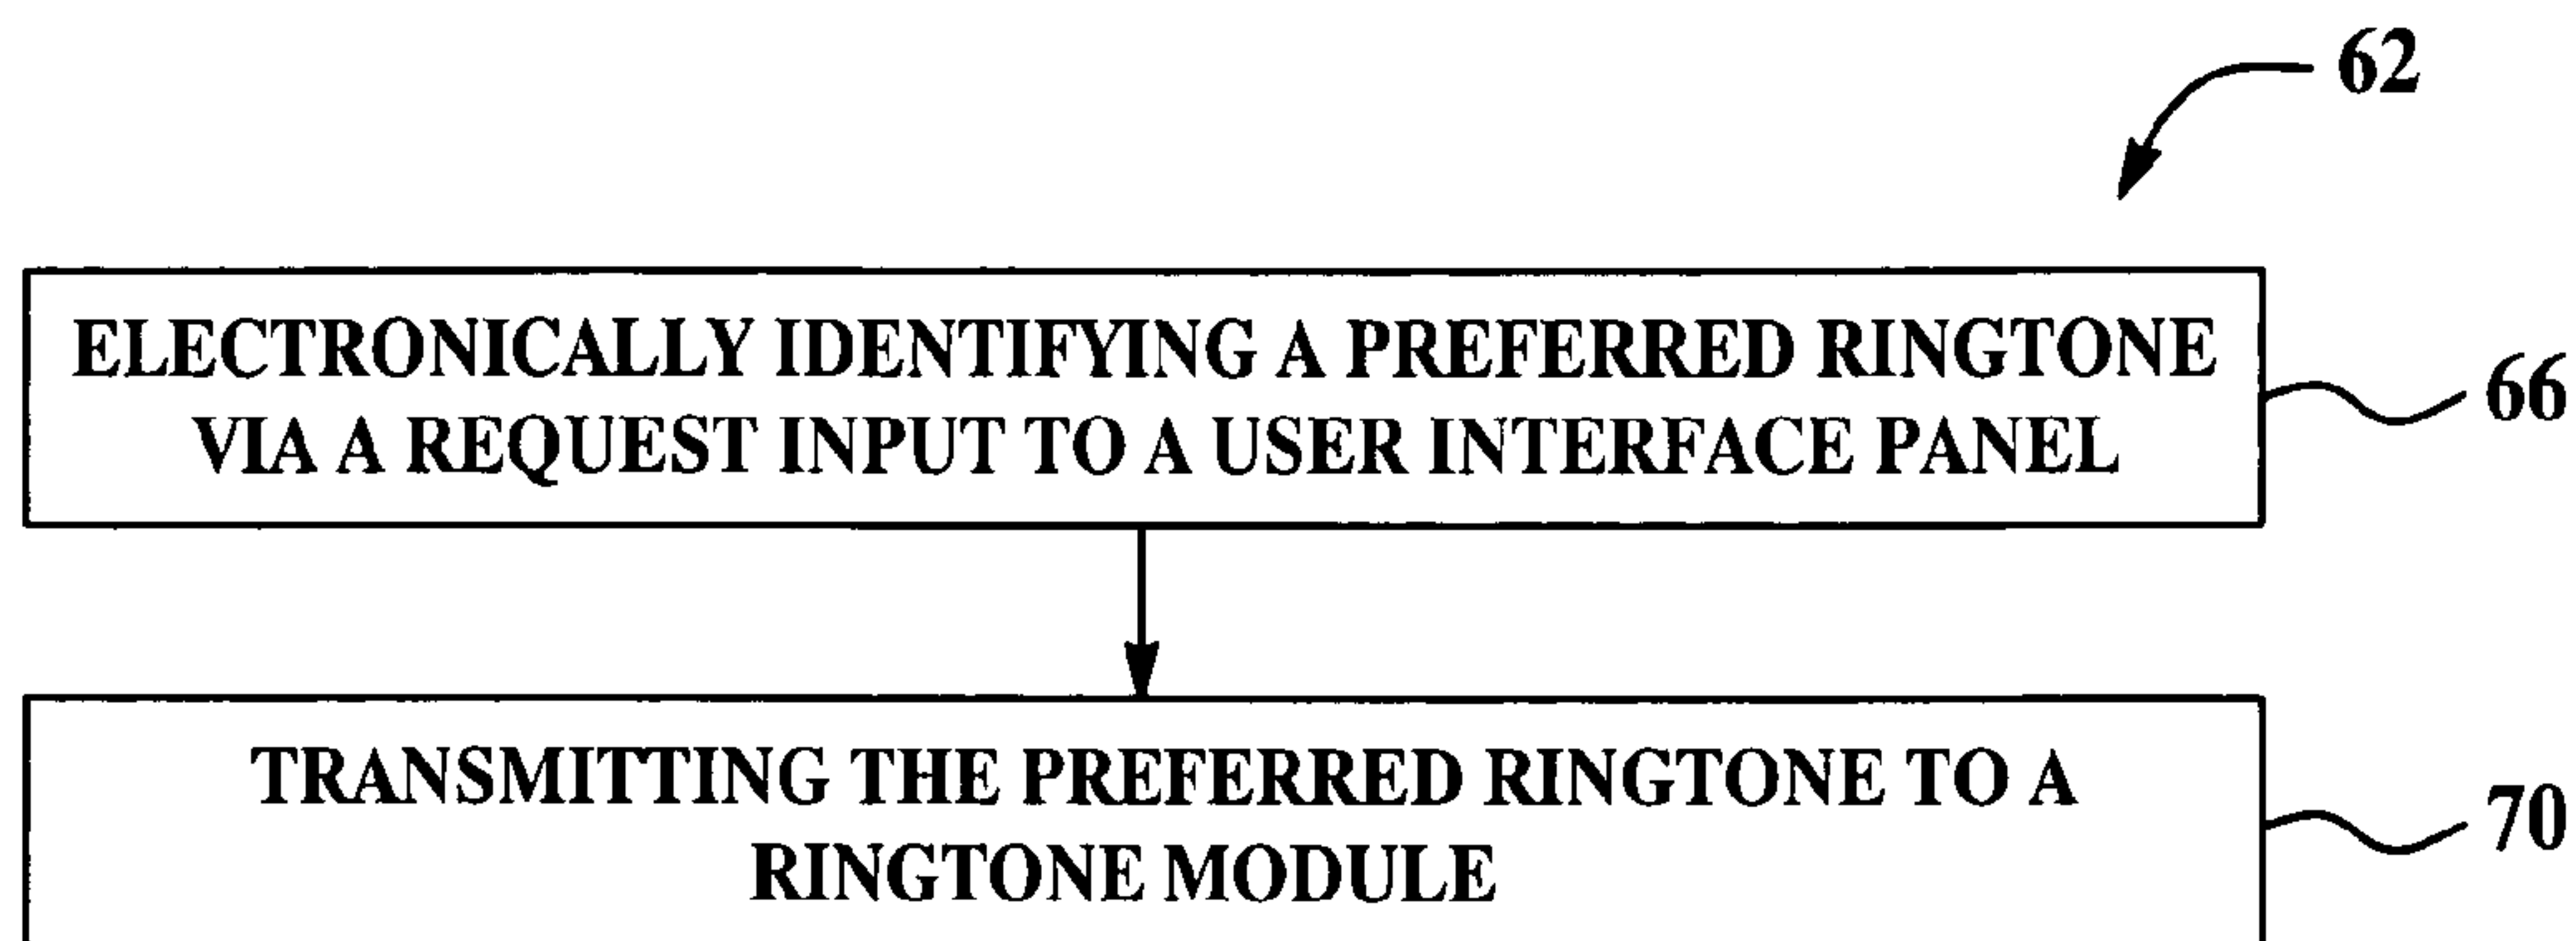 62
ELECTRONICALLY IDENTIFYING A PREFERRED RINGTONE
VIA A REQUEST INPUT TO A USER INTERFACE PANEL
66
TRANSMITTING THE PREFERRED RINGTONE TO A
RINGTONE MODULE
70